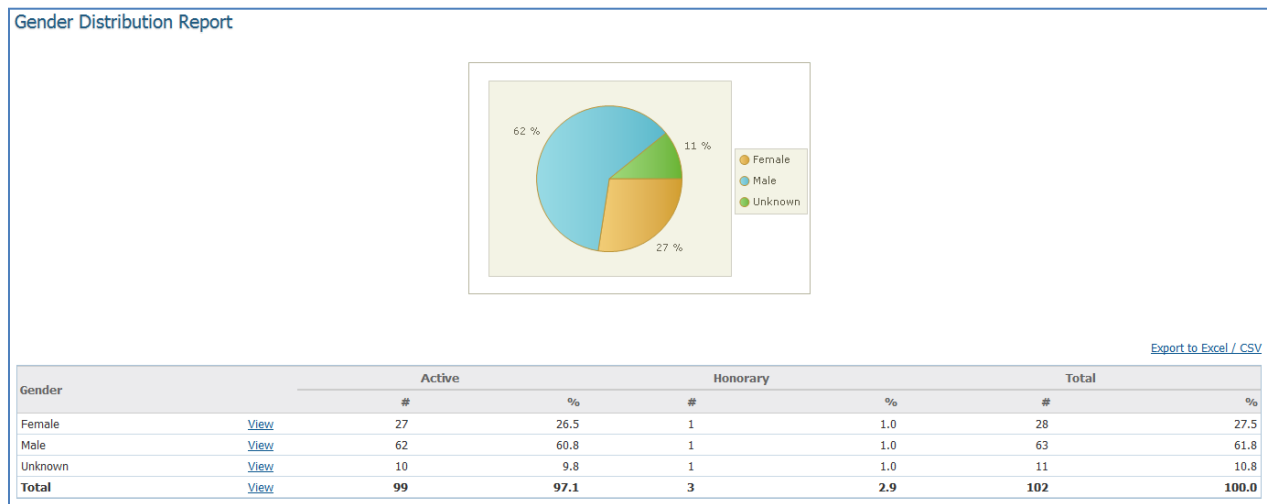 Gender Distribution Report
62 %
11 %
27 %
Female
Male
Unknown
Export to Excel / CSV
Gender Active Honorary Total
# % # % # %
Female View 27 26.5 1 1.0 28 27.5
Male View 62 60.8 1 1.0 63 61.8
Unknown View 10 9.8 1 1.0 11 10.8
Total View 99 97.1 3 2.9 102 100.0